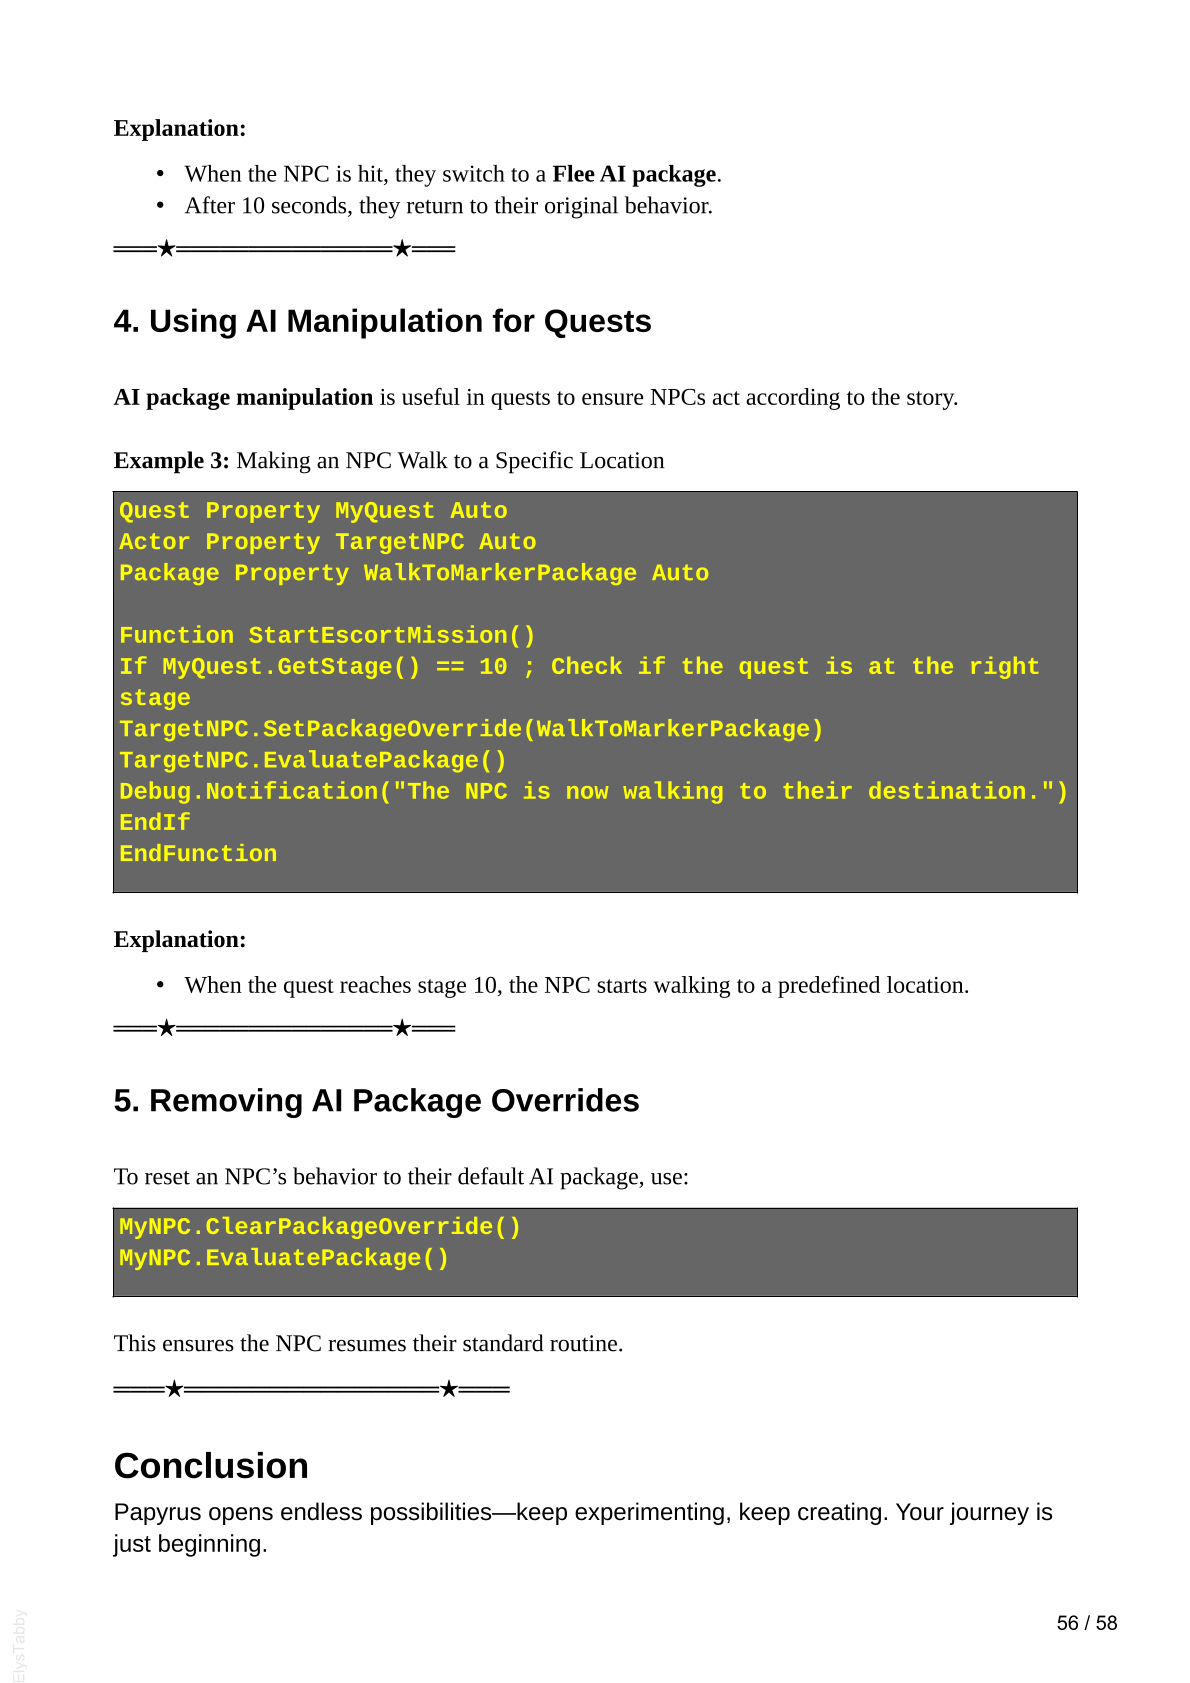 Explanation:
• When the NPC is hit, they switch to a Flee AI package.
• After 10 seconds, they return to their original behavior.
═══★═══════════════★═══
4. Using AI Manipulation for Quests
AI package manipulation is useful in quests to ensure NPCs act according to the story.
Example 3: Making an NPC Walk to a Specific Location
Quest Property MyQuest Auto
Actor Property TargetNPC Auto
Package Property WalkToMarkerPackage Auto
Function StartEscortMission()
If MyQuest.GetStage() == 10 ; Check if the quest is at the right
stage
TargetNPC.SetPackageOverride(WalkToMarkerPackage)
TargetNPC.EvaluatePackage()
Debug.Notification("The NPC is now walking to their destination.")
EndIf
EndFunction
Explanation:
• When the quest reaches stage 10, the NPC starts walking to a predefined location.
═══★═══════════════★═══
5. Removing AI Package Overrides
To reset an NPC’s behavior to their default AI package, use:
MyNPC.ClearPackageOverride()
MyNPC.EvaluatePackage()
This ensures the NPC resumes their standard routine.
═══★═══════════════★═══
Conclusion
Papyrus opens endless possibilities—keep experimenting, keep creating. Your journey is
just beginning.
56 / 58
ElysTabby